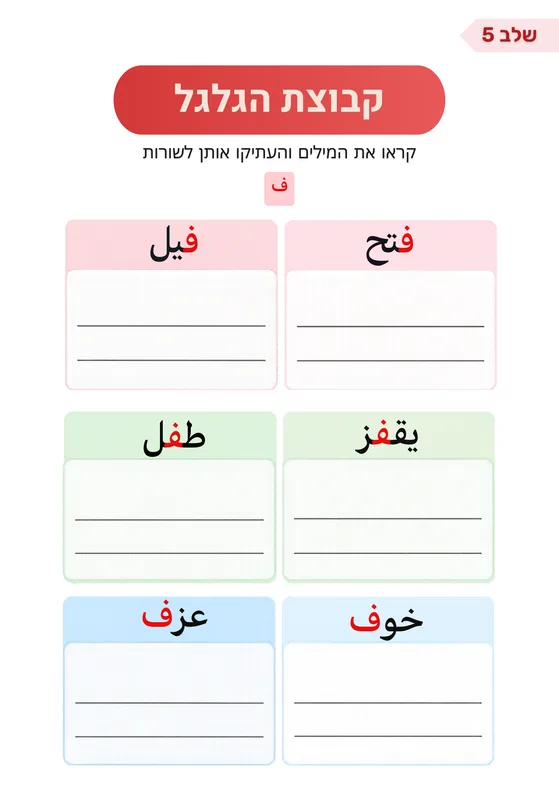 שלב 5
קבוצת הגלגל
קראו את המילים והעתיקו אותן לשורות
ف
فتح
فيل
يقفز
طفل
خوف
عزف